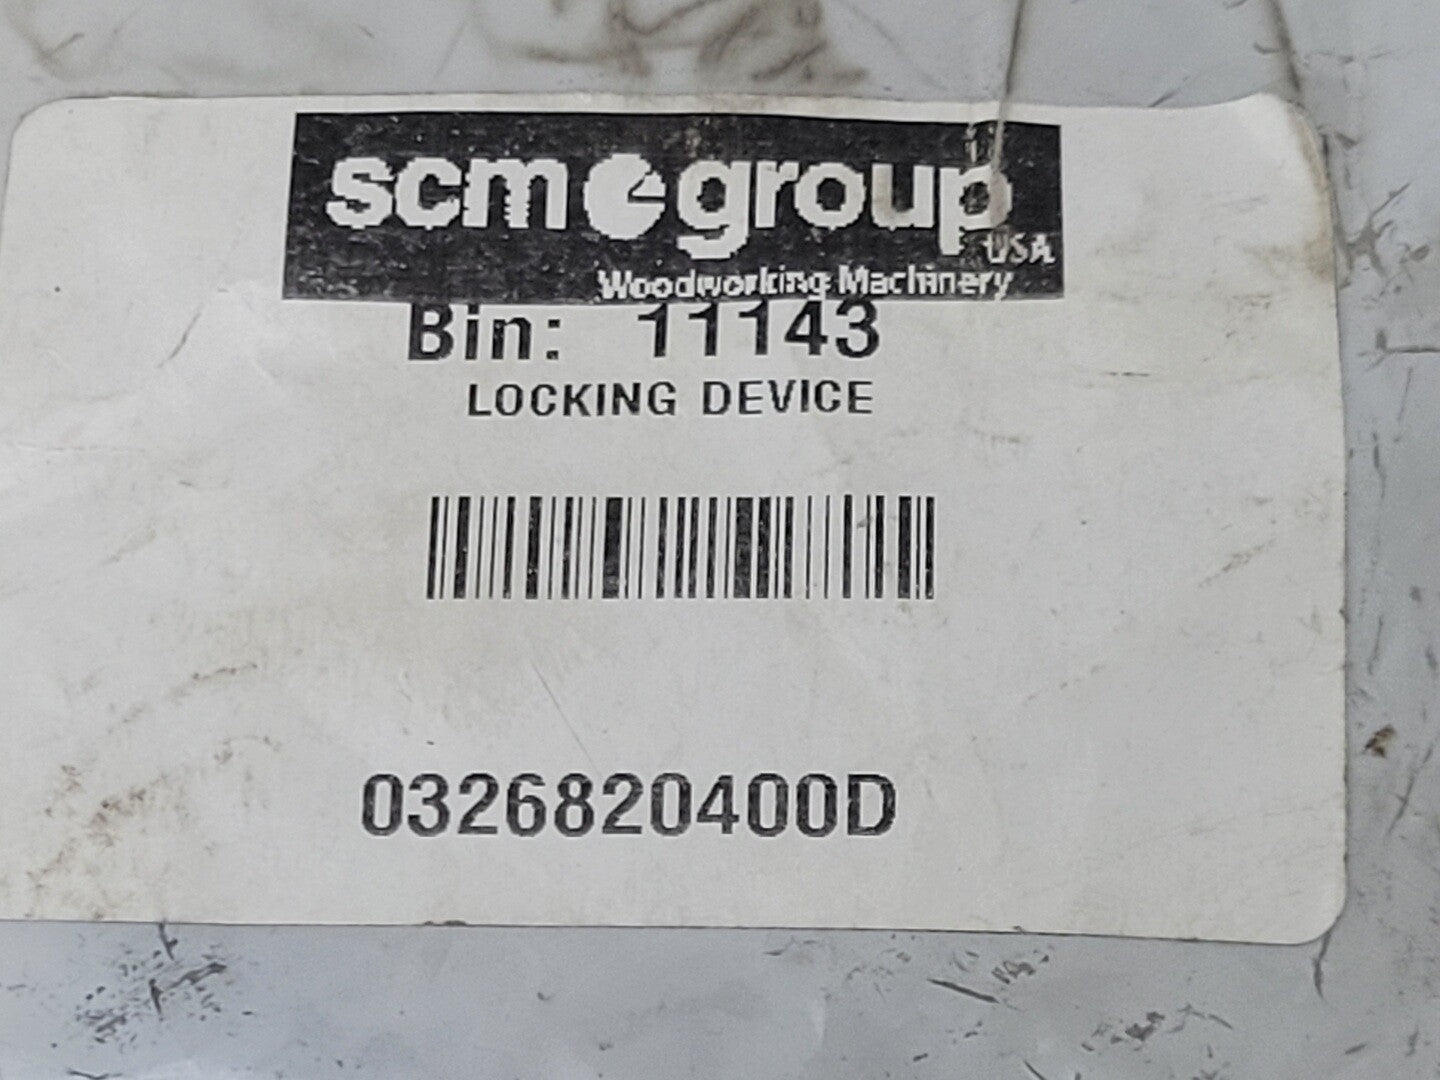 scm group
USA
Woodworking Machinery
Bin: 11143
LOCKING DEVICE
0326820400D